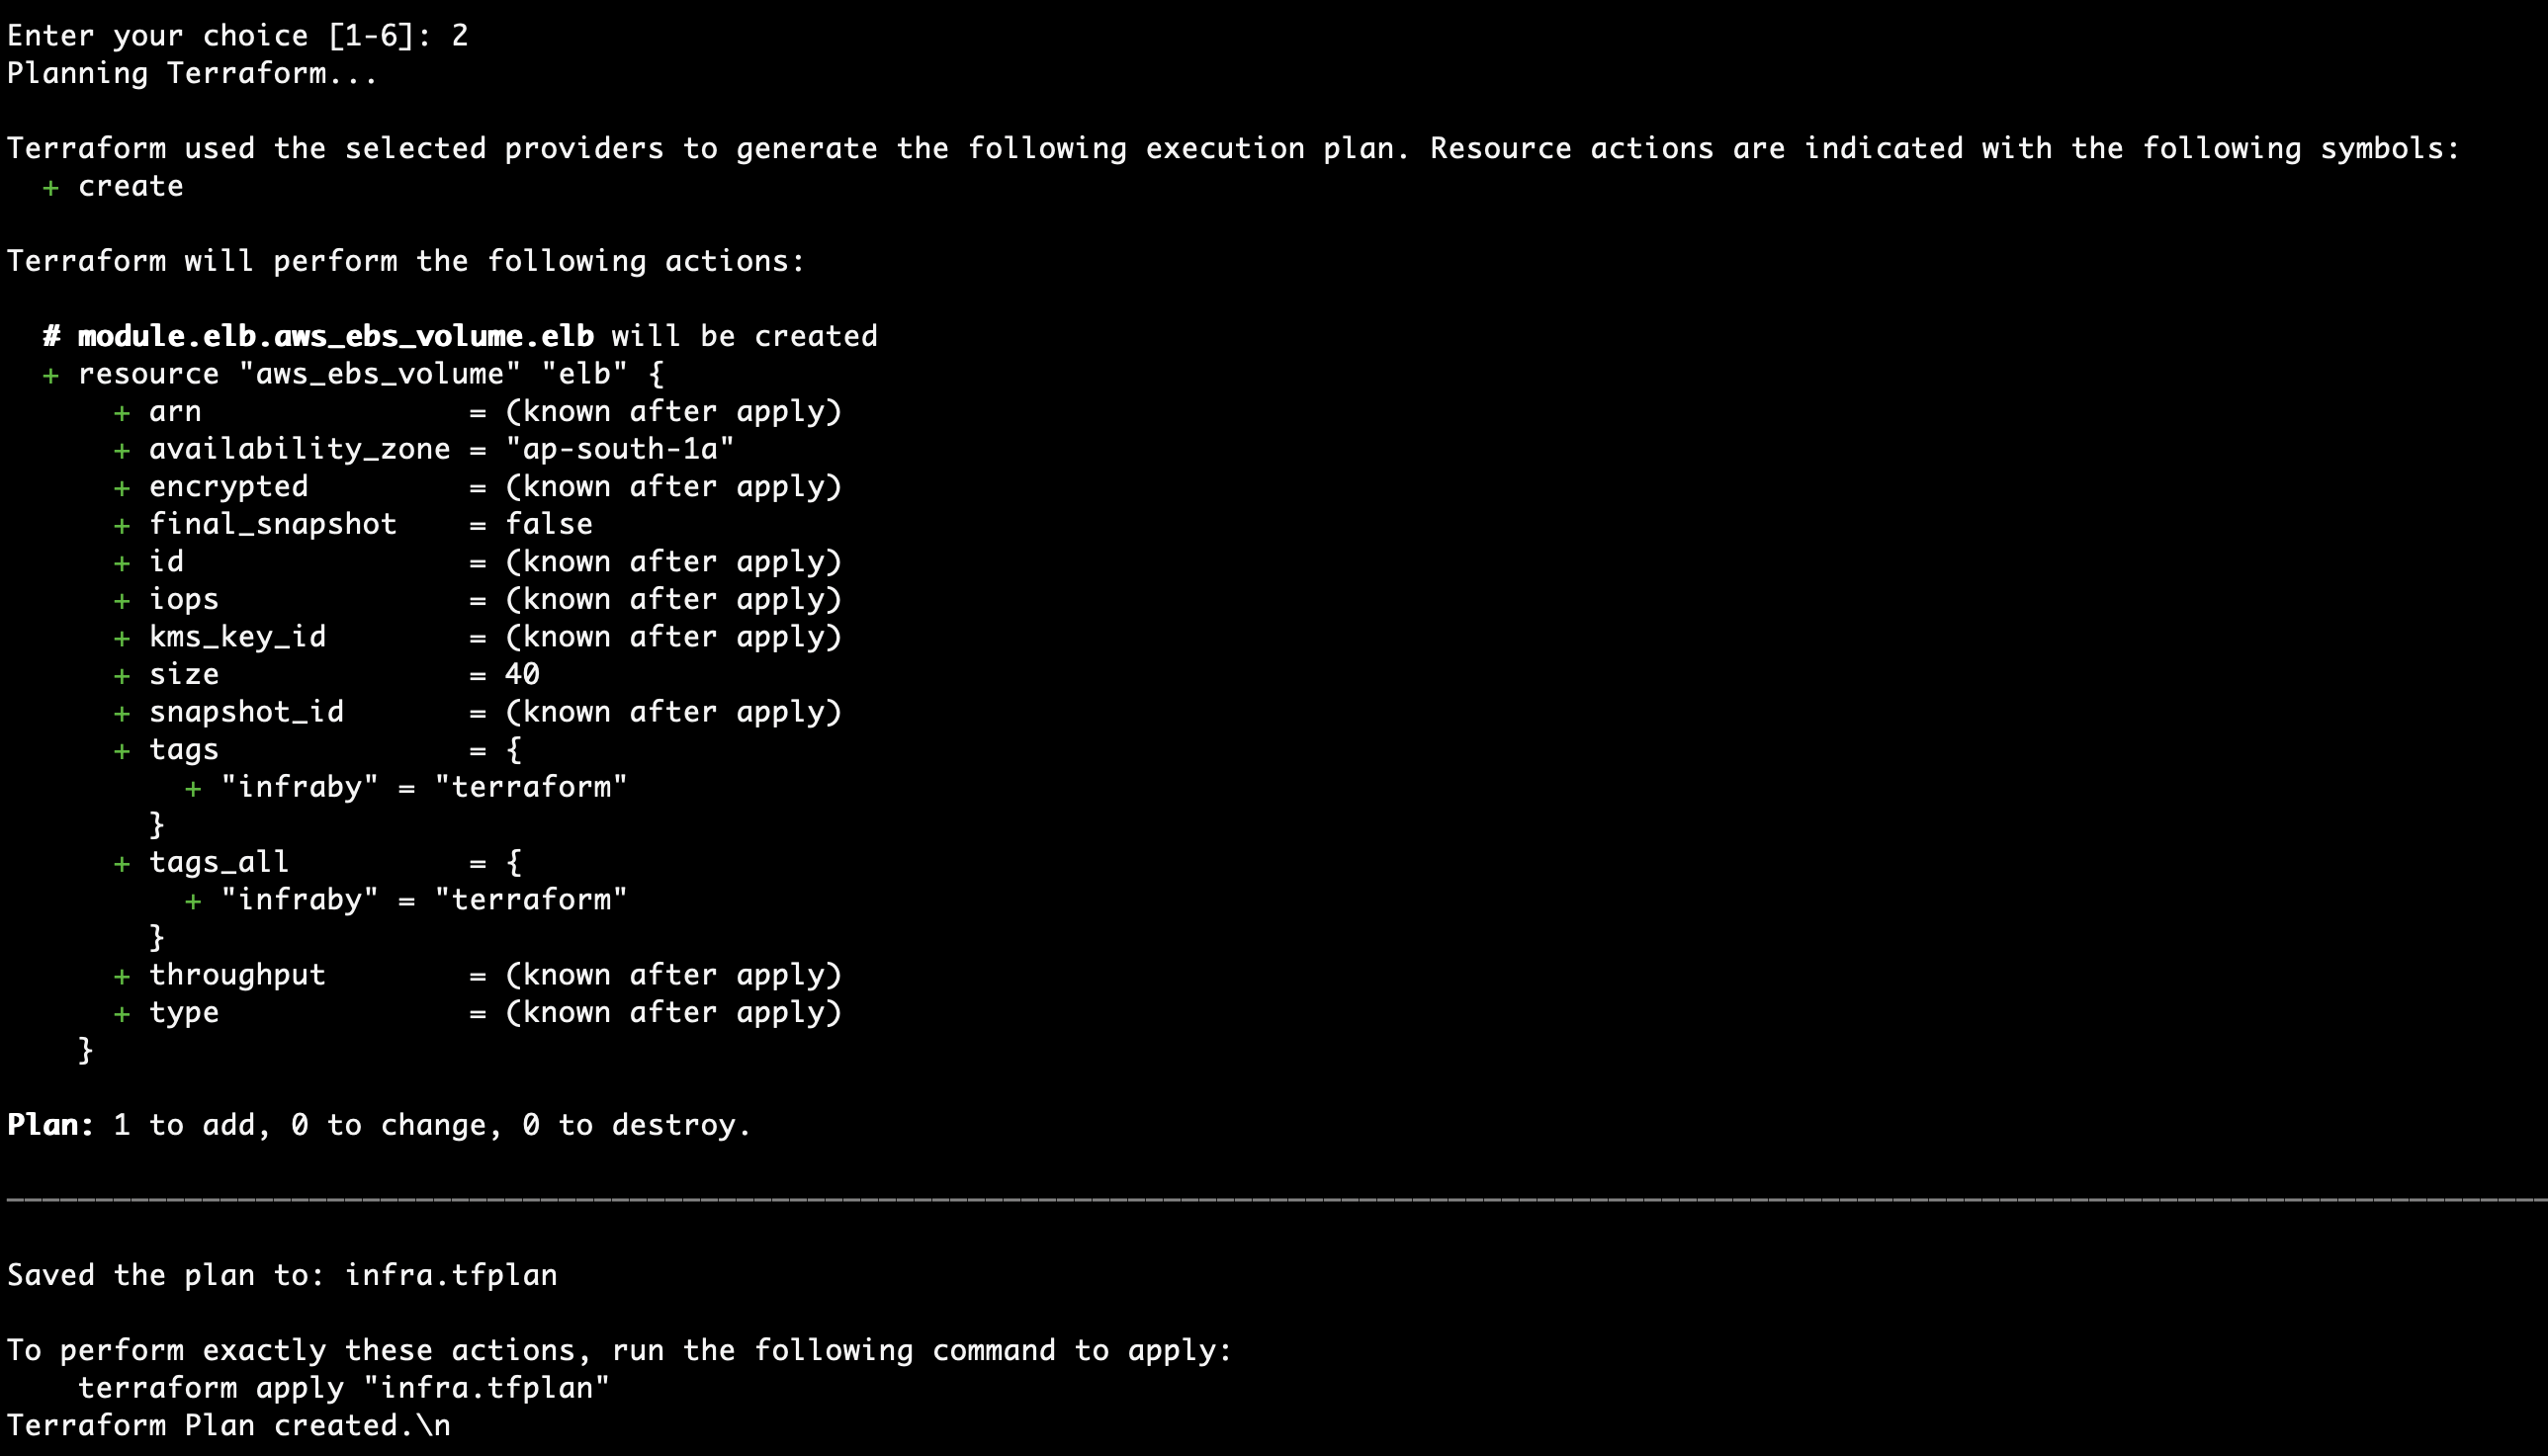 Enter your choice [1-6]: 2
Planning Terraform...
Terraform used the selected providers to generate the following execution plan. Resource actions are indicated with the following symbols:
  + create
Terraform will perform the following actions:
  # module.elb.aws_ebs_volume.elb will be created
  + resource "aws_ebs_volume" "elb" {
      + arn               = (known after apply)
      + availability_zone = "ap-south-1a"
      + encrypted         = (known after apply)
      + final_snapshot    = false
      + id                = (known after apply)
      + iops              = (known after apply)
      + kms_key_id        = (known after apply)
      + size              = 40
      + snapshot_id       = (known after apply)
      + tags              = {
          + "infraby" = "terraform"
        }
      + tags_all          = {
          + "infraby" = "terraform"
        }
      + throughput        = (known after apply)
      + type              = (known after apply)
    }
Plan: 1 to add, 0 to change, 0 to destroy.
Saved the plan to: infra.tfplan
To perform exactly these actions, run the following command to apply:
    terraform apply "infra.tfplan"
Terraform Plan created.\n